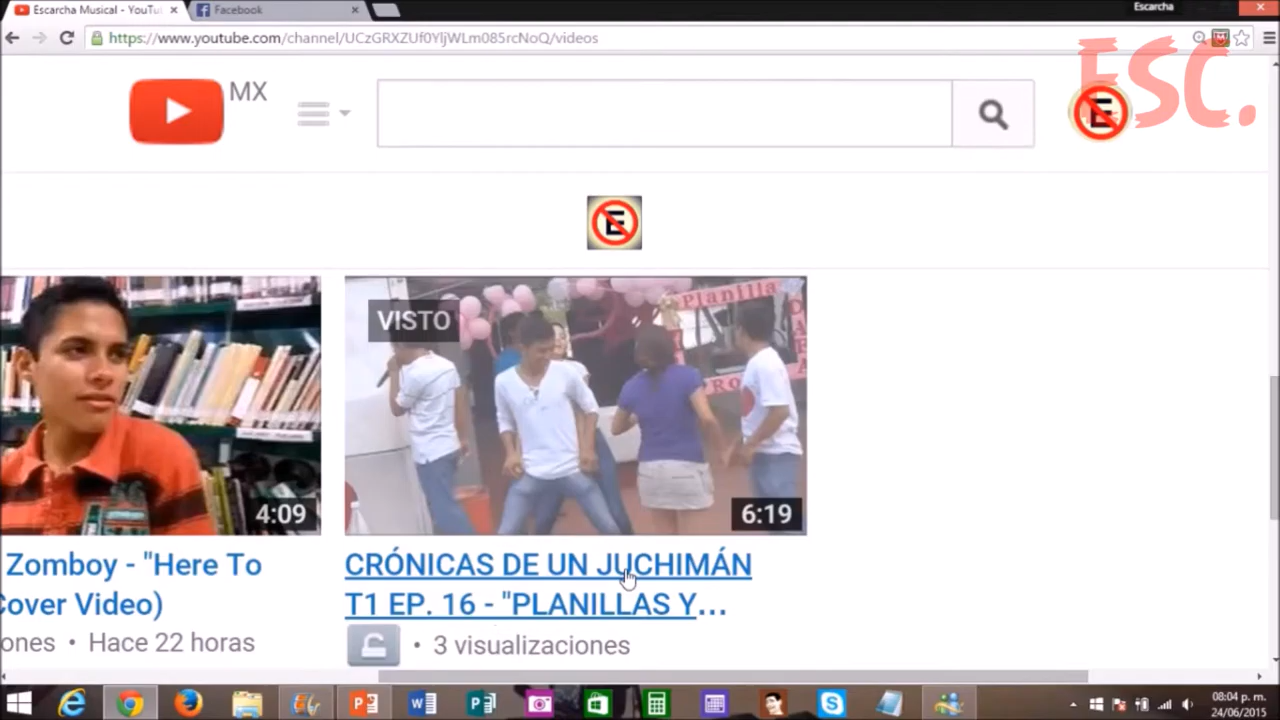 Escarcha Musical - YouTu
Facebook
Escarcha
https://www.youtube.com/channel/UCzGRXZUf0YljWLm085rcNoQ/videos
ESC.
MX
E
E
VISTO
Planilla
4:09
6:19
Zomboy - "Here To
Cover Video)
ones • Hace 22 horas
CRÓNICAS DE UN JUCHIMÁN
T1 EP. 16 - "PLANILLAS Y...
• 3 visualizaciones
08:04 p. m.
24/06/2015